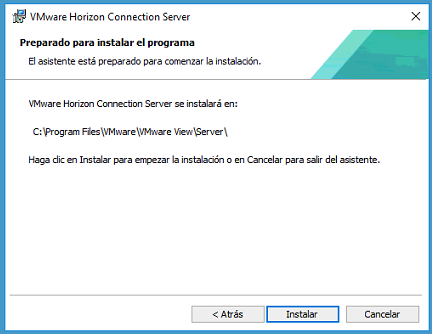 VMware Horizon Connection Server
Preparado para instalar el programa
El asistente está preparado para comenzar la instalación.
VMware Horizon Connection Server se instalará en:
C:\Program Files\VMware\VMware View\Server\
Haga clic en Instalar para empezar la instalación o en Cancelar para salir del asistente.
< Atrás
Instalar
Cancelar